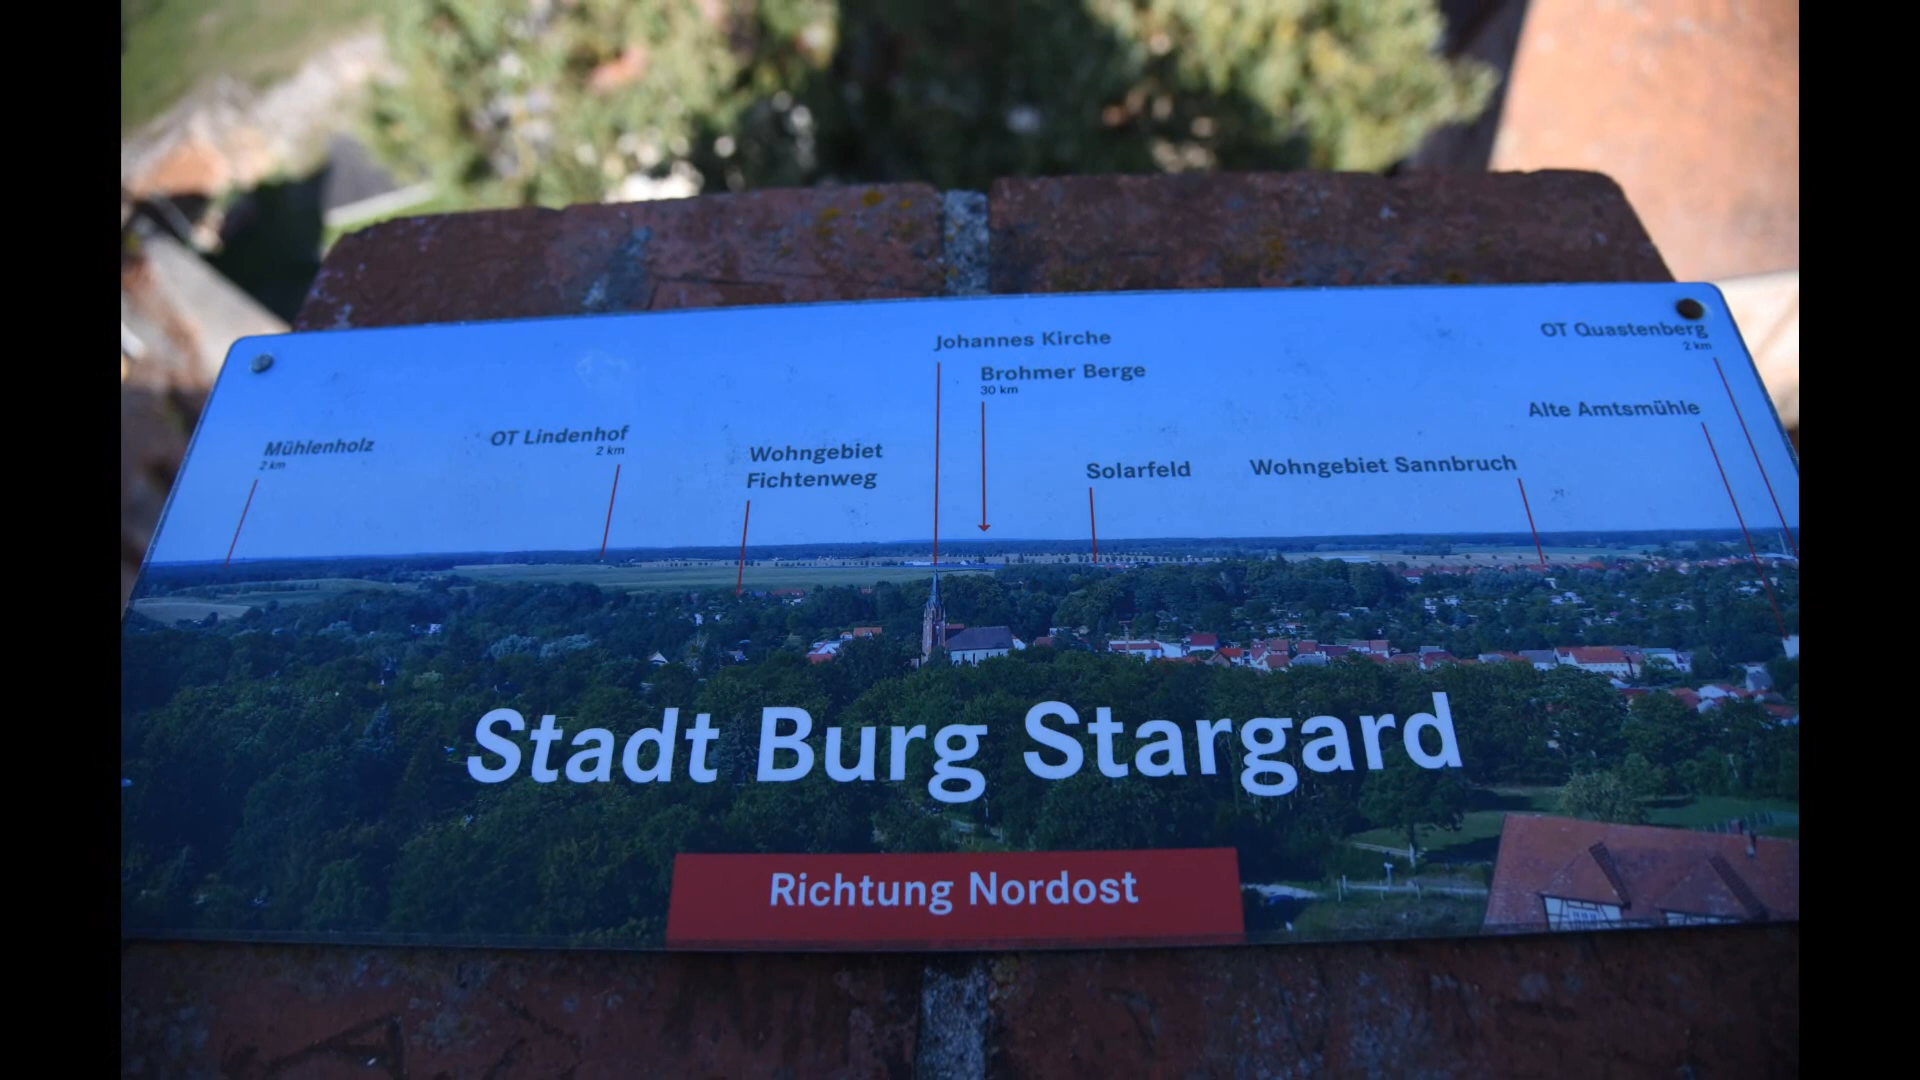 Johannes Kirche
Brohmer Berge
30 km
OT Quastenberg
2 km
Alte Amtsmühle
Mühlenholz
2 km
OT Lindenhof
2 km
Wohngebiet
Fichtenweg
Solarfeld
Wohngebiet Sannbruch
Stadt Burg Stargard
Richtung Nordost